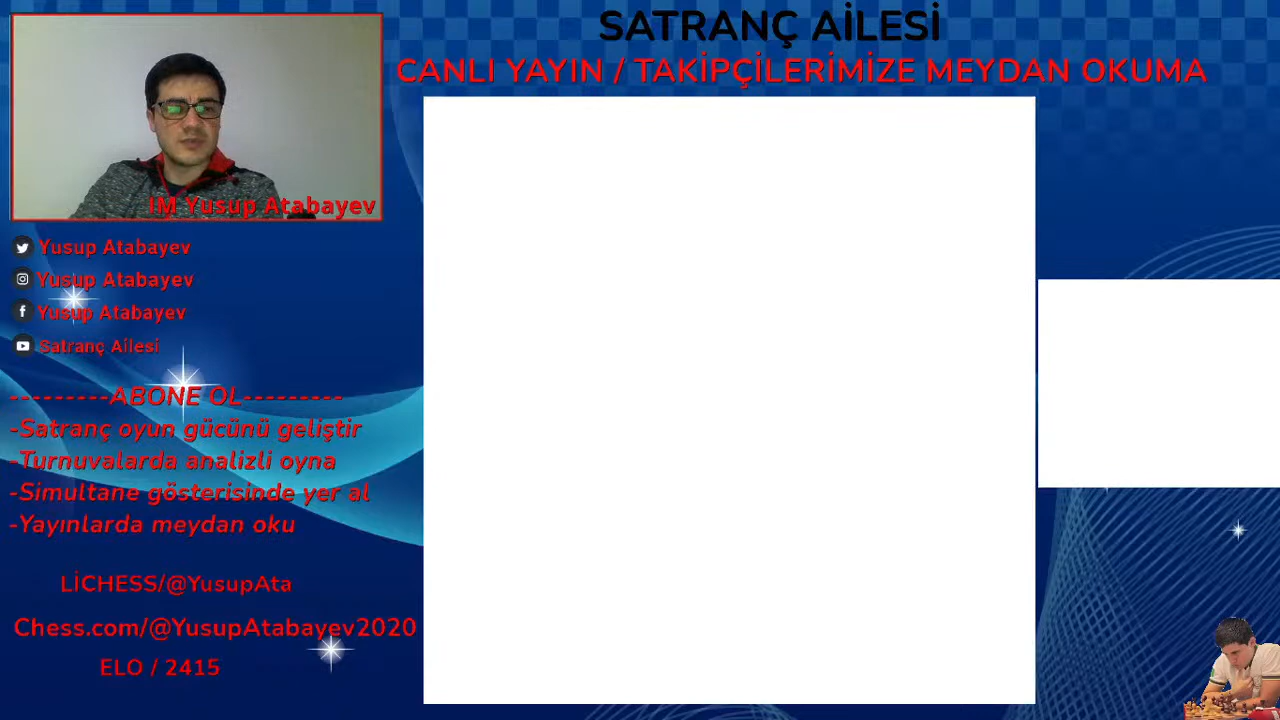 SATRANÇ AİLESİ
CANLI YAYIN / TAKİPÇİLERİMİZE MEYDAN OKUMA
IM Yusup Atabayev
Yusup Atabayev
Yusup Atabayev
Yusup Atabayev
Satranç Ailesi
---------ABONE OL---------
-Satranç oyun gücünü geliştir
-Turnuvalarda analizli oyna
-Simultane gösterisinde yer al
-Yayınlarda meydan oku
LİCHESS/@YusupAta
Chess.com/@YusupAtabayev2020
ELO / 2415